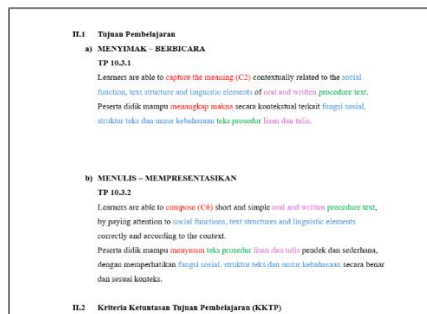 II.1 Tujuan Pembelajaran
a) MENYIMAK – BERBICARA
TP 10.3.1
Learners are able to capture the meaning (C2) contextually related to the social
function, text structure and linguistic elements of oral and written procedure text.
Peserta didik mampu menangkap makna secara kontekstual terkait fungsi sosial,
struktur teks dan unsur kebahasaan teks prosedur lisan dan tulis.
b) MENULIS – MEMPRESENTASIKAN
TP 10.3.2
Learners are able to compose (C6) short and simple oral and written procedure text,
by paying attention to social functions, text structures and linguistic elements
correctly and according to the context.
Peserta didik mampu menyusun teks prosedur lisan dan tulis pendek dan sederhana,
dengan memperhatikan fungsi sosial, struktur teks dan unsur kebahasaan secara benar
dan sesuai konteks.
II.2 Kriteria Ketuntasan Tujuan Pembelajaran (KKTP)